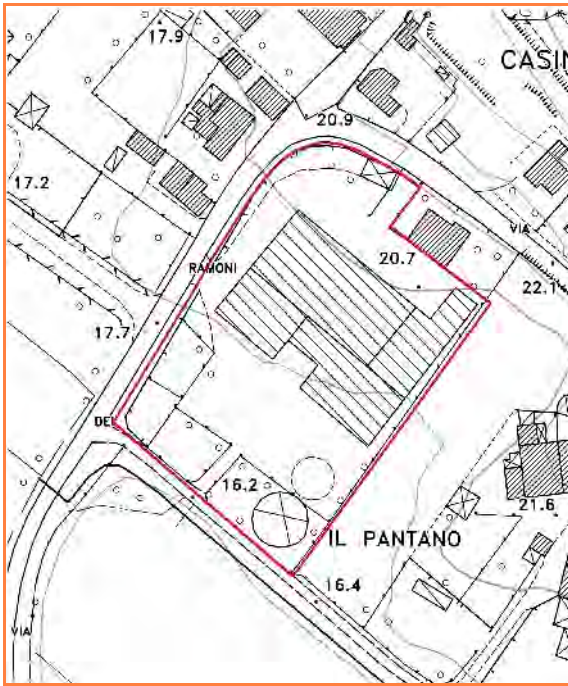 17.9
CASIN
20.9
17.2
VIA
20.7
22.1
RAMONI
17.7
DEI
16.2
21.6
IL PANTANO
16.4
VIA